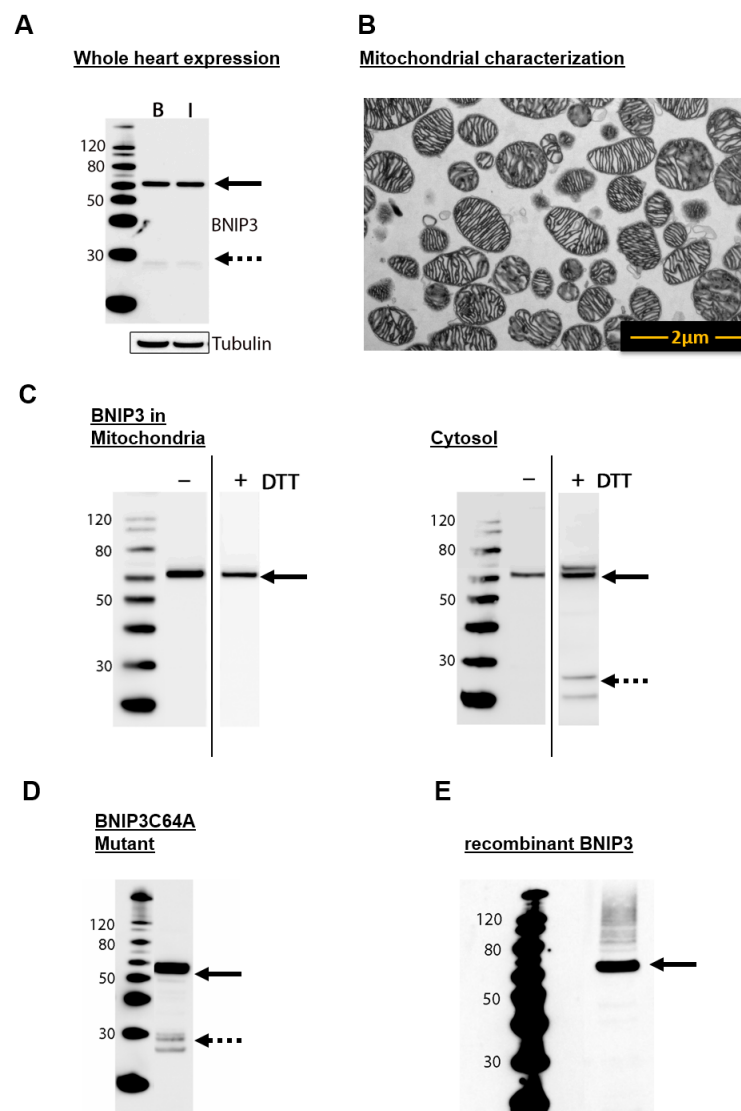 A
Whole heart expression
B I
120
80
50
30
BNIP3
Tubulin
B
Mitochondrial characterization
2µm
C
BNIP3 in
Mitochondria
− + DTT
120
80
50
30
Cytosol
− + DTT
120
80
50
30
D
BNIP3C64A
Mutant
120
80
50
30
E
recombinant BNIP3
120
80
50
30